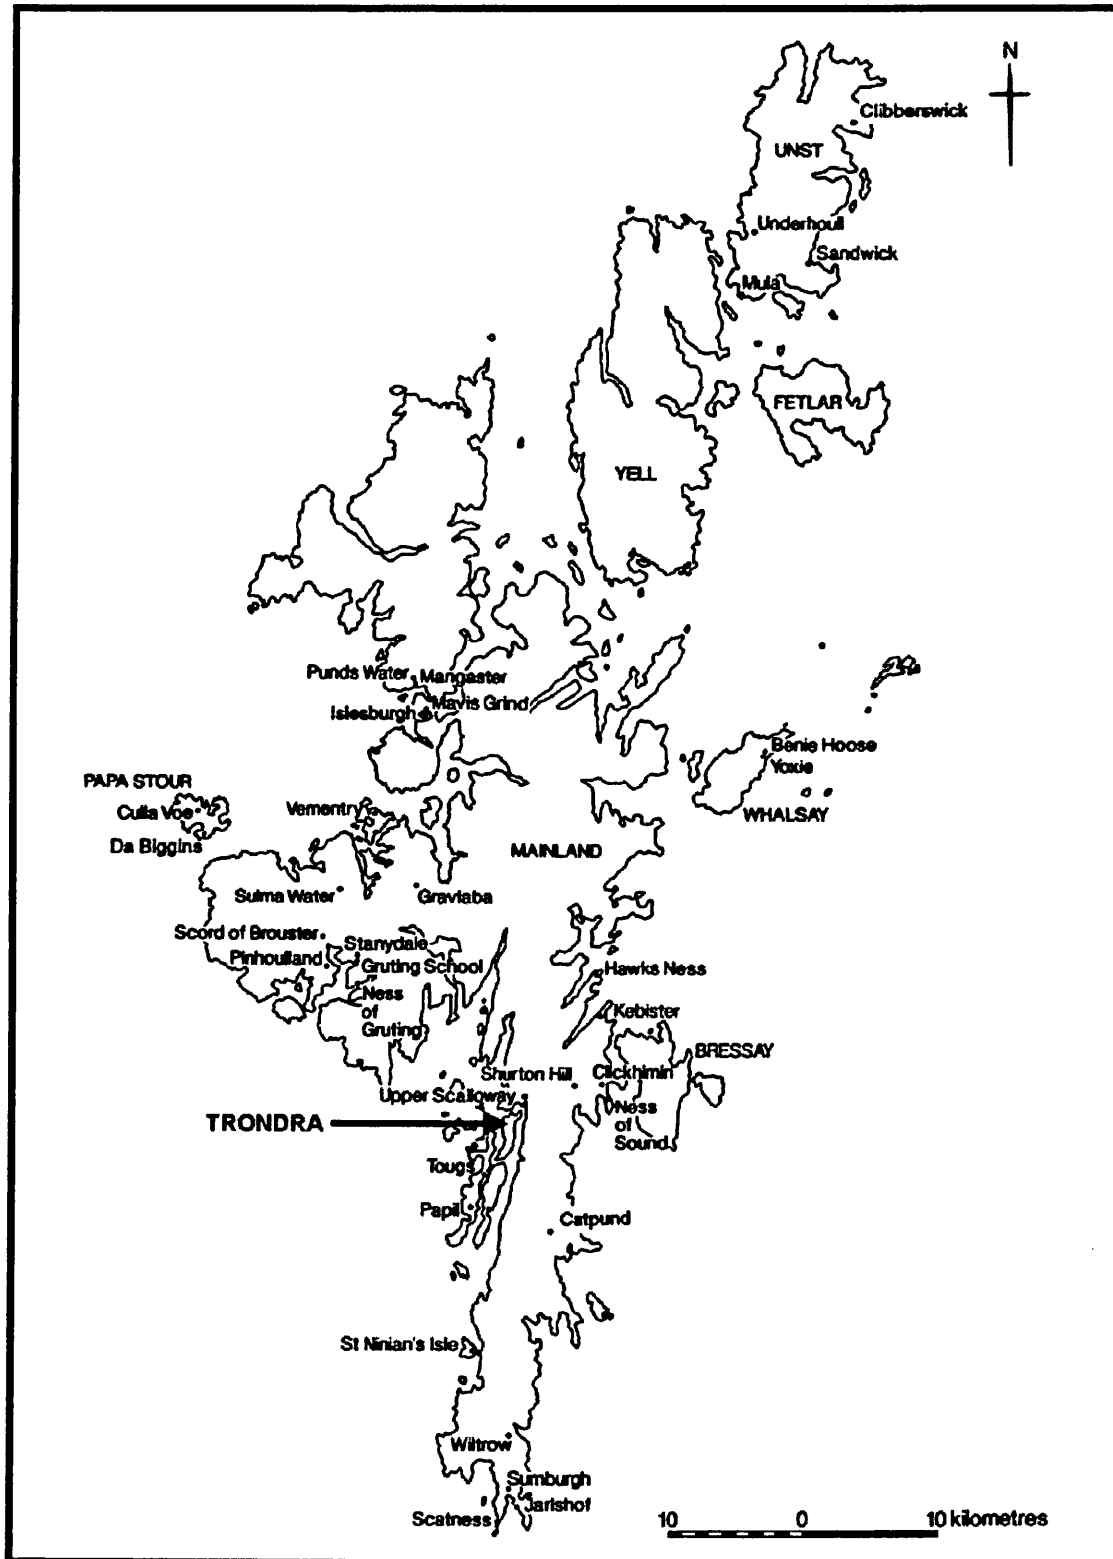 N
Clibberswick
UNST
Underhoull
Sandwick
Mula
FETLAR
YELL
Punds Water
Mangaster
Mavis Grind
Islesburgh
Benie Hoose
Yoxie
PAPA STOUR
Culla Voe
Vementry
WHALSAY
Da Biggins
MAINLAND
Sulma Water
Gravlaba
Scord of Brouster
Stanydale
Pinhoulland
Gruting School
Hawks Ness
Ness
of
Gruting
Kebister
BRESSAY
Shurton Hill
Clickhimin
Upper Scalloway
Ness
of
Sound
TRONDRA
Tougs
Papil
Catpund
St Ninian's Isle
Wiltrow
Sumburgh
Jarlshof
Scatness
10 0 10 kilometres